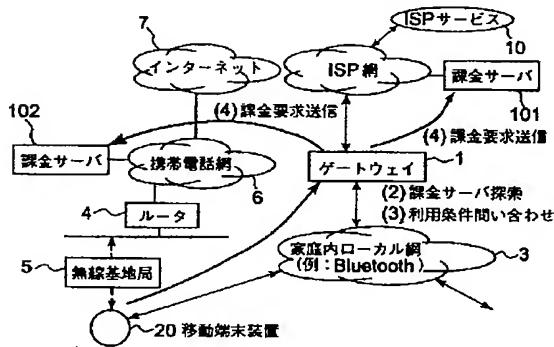 7
ISPサービス
10
インターネット
ISP網
課金サーバ
101
102
(4)課金要求送信
(4)課金要求送信
課金サーバ
携帯電話網
6
ゲートウェイ
1
(2)課金サーバ探索
(3)利用条件問い合わせ
4
ルータ
5
無線基地局
家庭内ローカル網
(例：Bluetooth)
3
20 移動端末装置